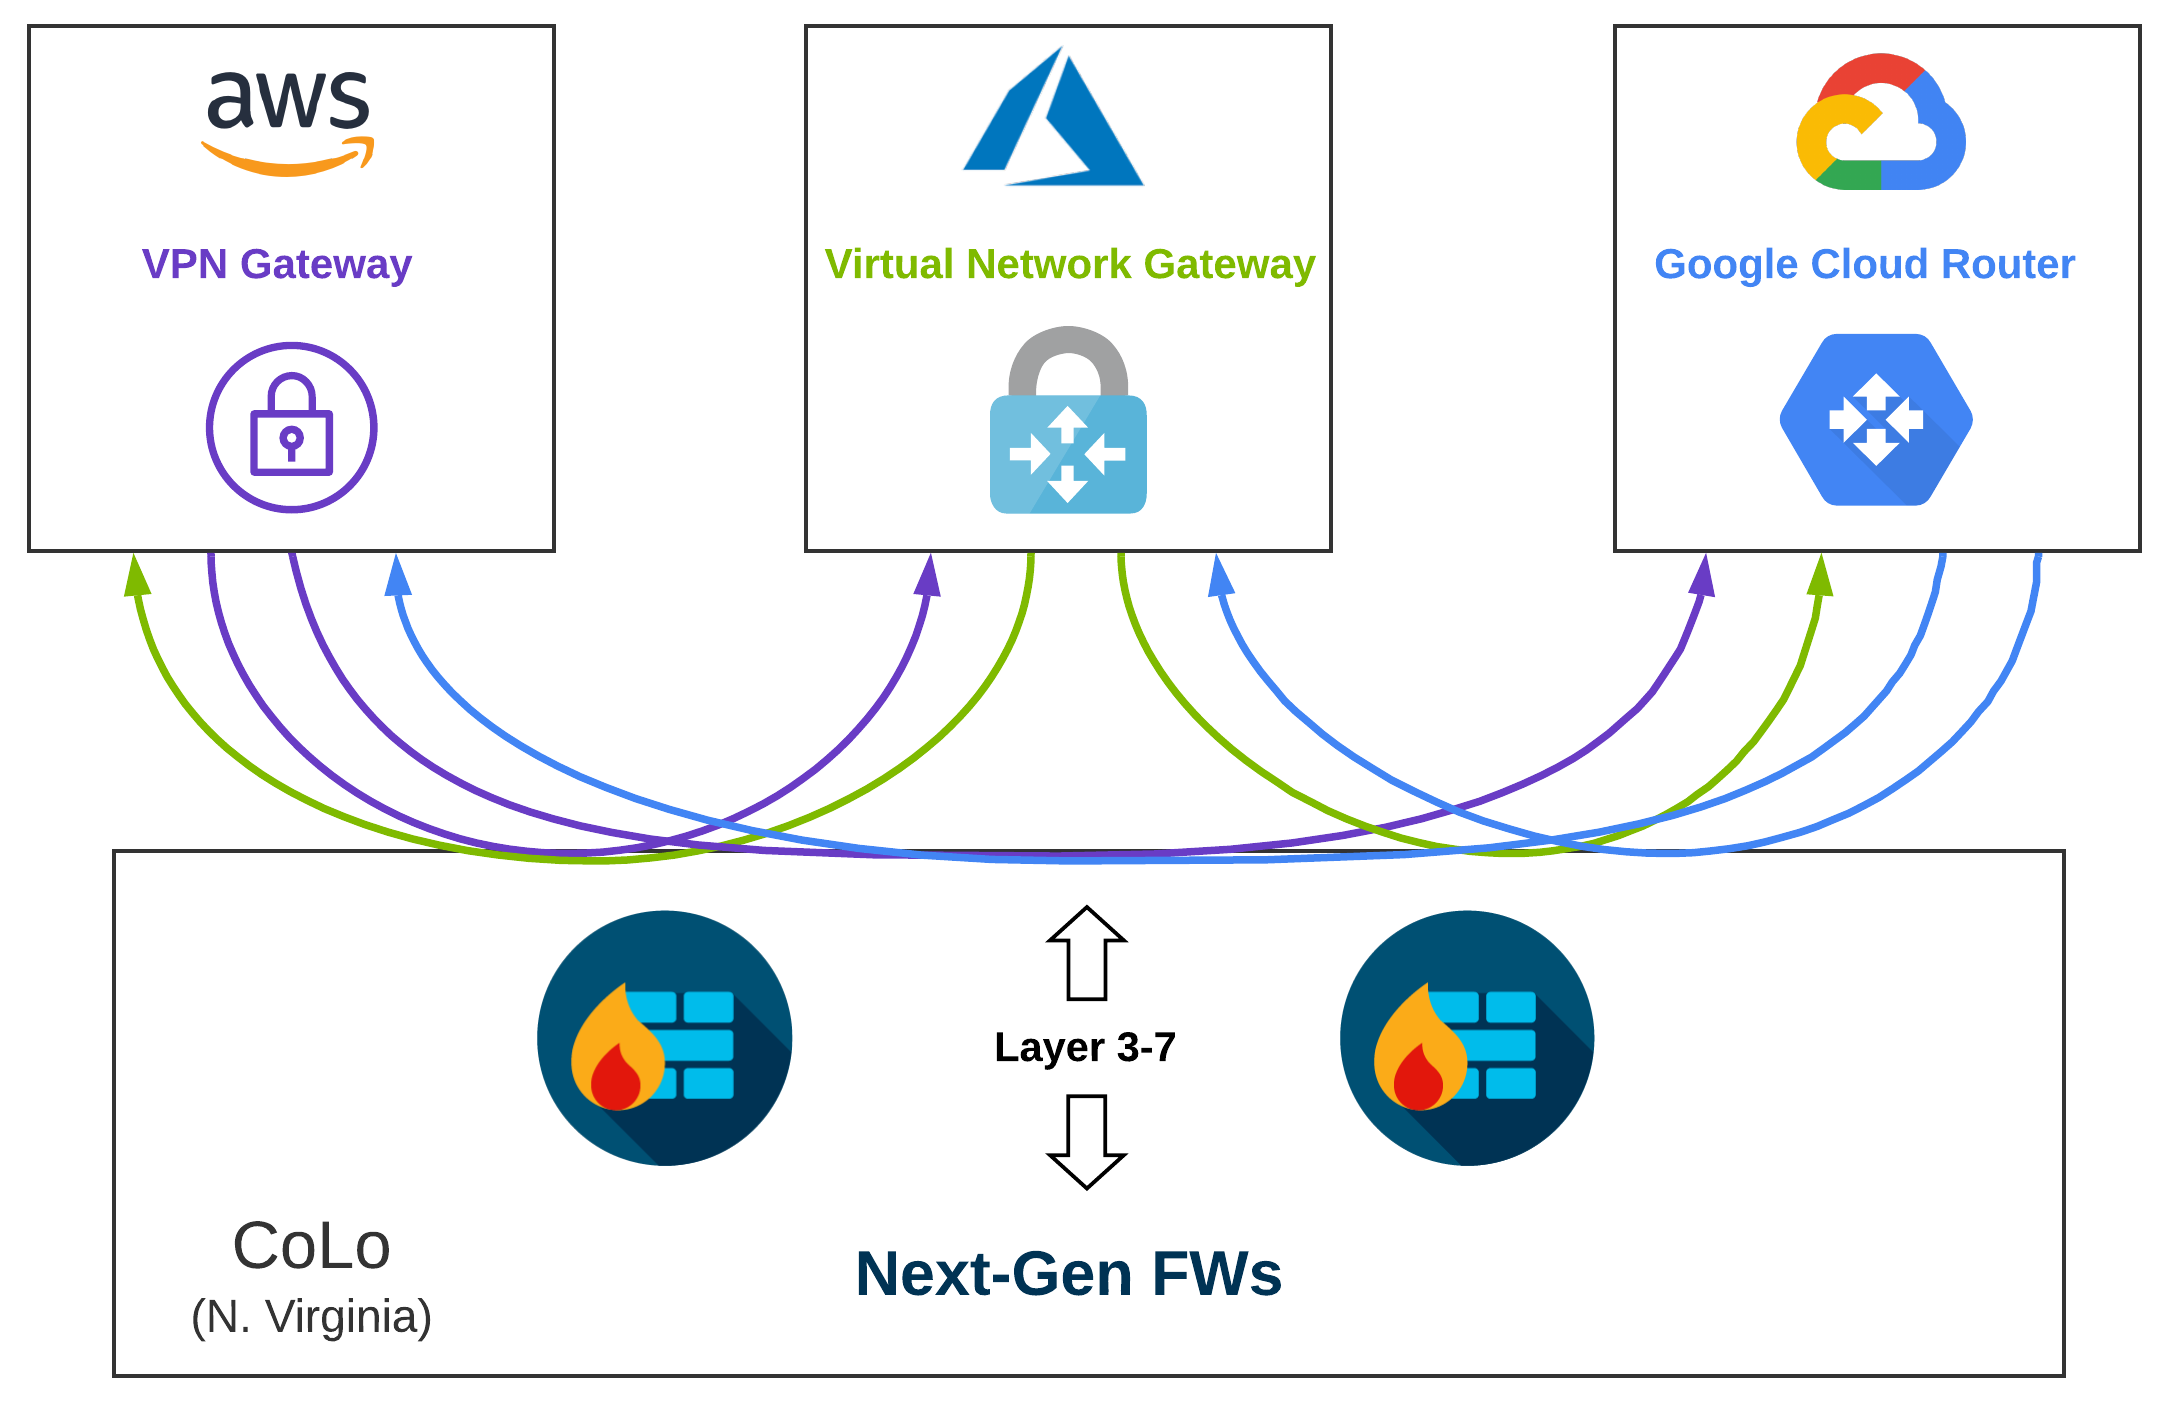 aws
VPN Gateway
Virtual Network Gateway
Google Cloud Router
Layer 3-7
CoLo
(N. Virginia)
Next-Gen FWs